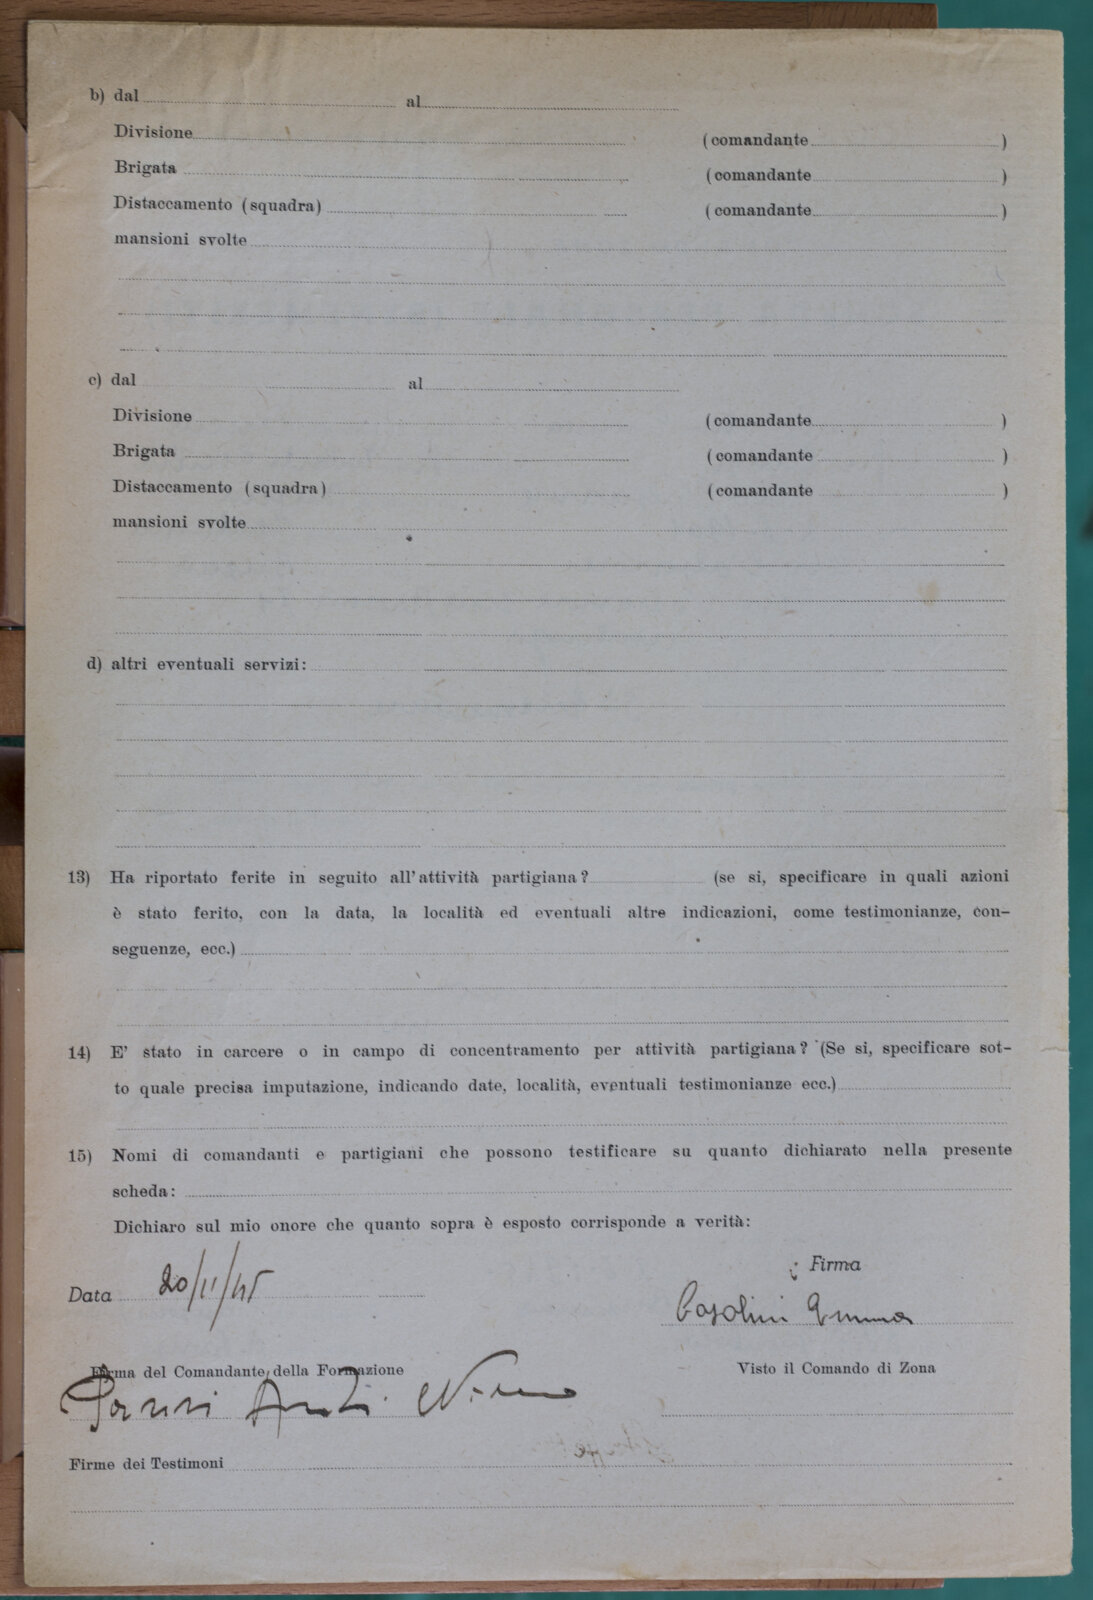 b) dal al
Divisione (comandante )
Brigata (comandante )
Distaccamento (squadra) (comandante )
mansioni svolte
c) dal al
Divisione (comandante )
Brigata (comandante )
Distaccamento (squadra) (comandante )
mansioni svolte
d) altri eventuali servizi:
13) Ha riportato ferite in seguito all'attività partigiana? (se si, specificare in quali azioni
è stato ferito, con la data, la località ed eventuali altre indicazioni, come testimonianze, con-
seguenze, ecc.)
14) E' stato in carcere o in campo di concentramento per attività partigiana? (Se si, specificare sot-
to quale precisa imputazione, indicando date, località, eventuali testimonianze ecc.)
15) Nomi di comandanti e partigiani che possono testificare su quanto dichiarato nella presente
scheda:
Dichiaro sul mio onore che quanto sopra è esposto corrisponde a verità:
Firma
Data 20/11/45
Casolini Emma
Firma del Comandante della Formazione Visto il Comando di Zona
Firme dei Testimoni